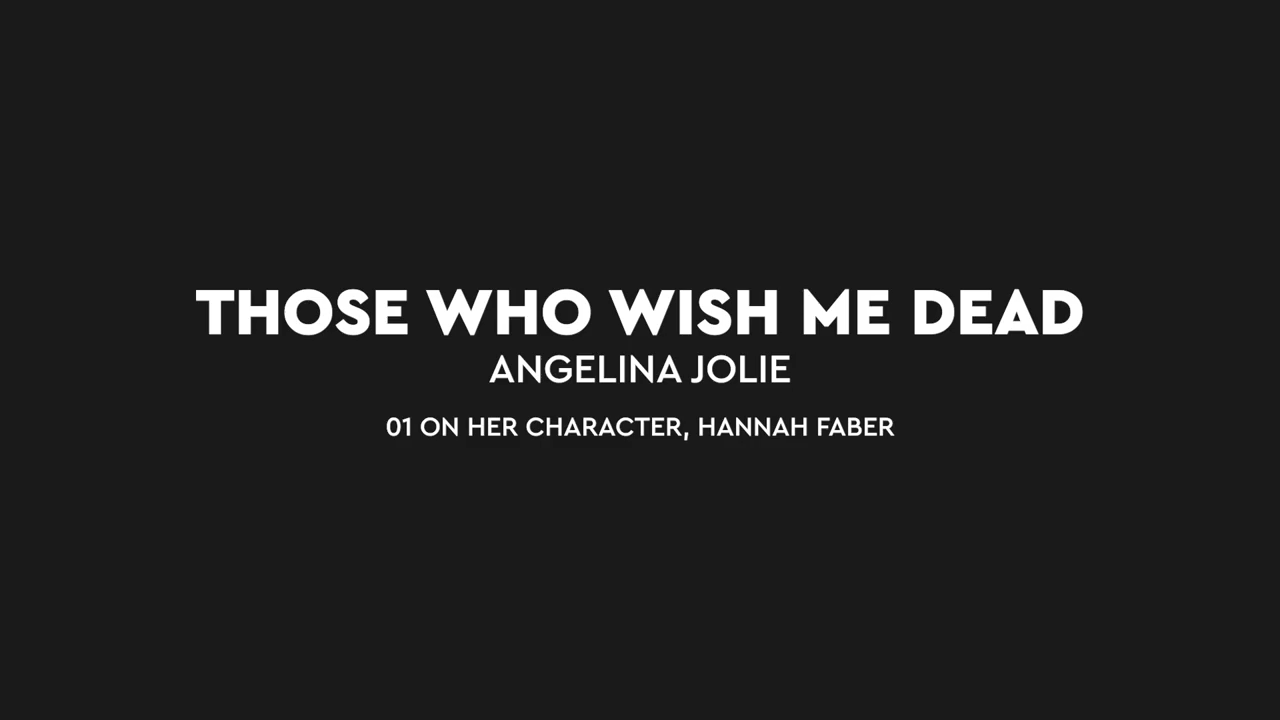 THOSE WHO WISH ME DEAD
ANGELINA JOLIE
01 ON HER CHARACTER, HANNAH FABER